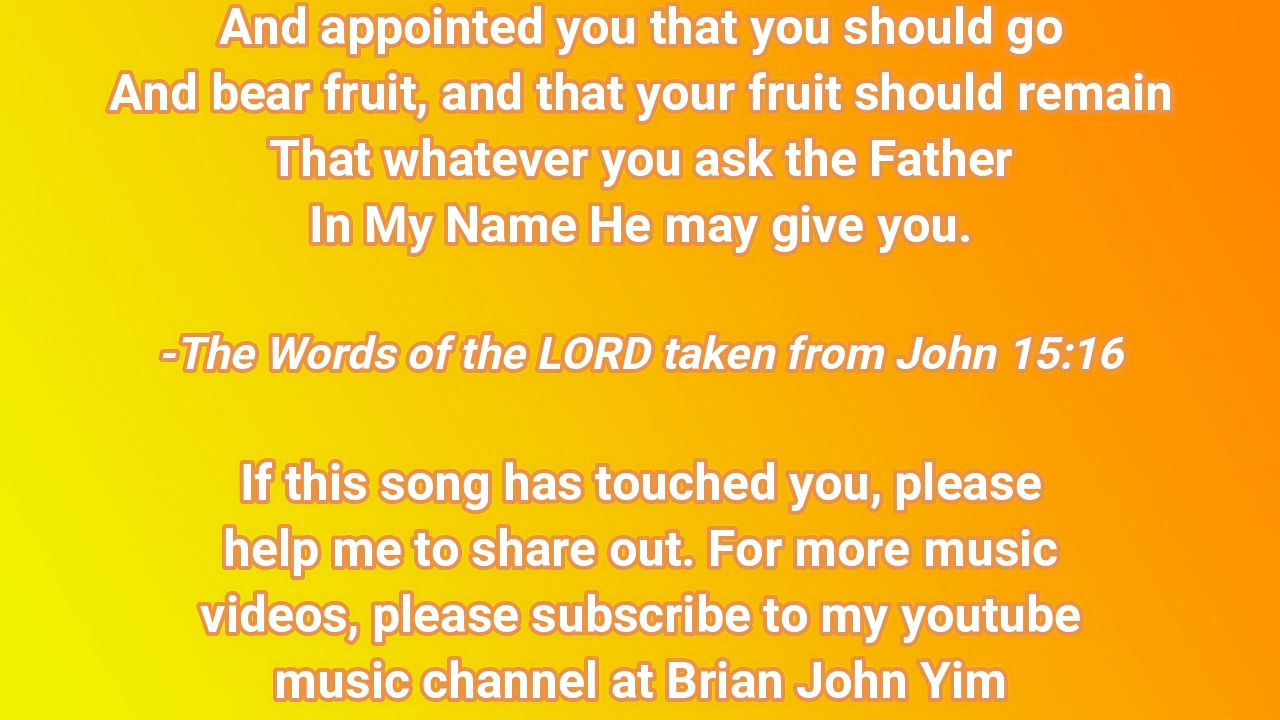 And appointed you that you should go
And bear fruit, and that your fruit should remain
That whatever you ask the Father
In My Name He may give you.
-The Words of the LORD taken from John 15:16
If this song has touched you, please
help me to share out. For more music
videos, please subscribe to my youtube
music channel at Brian John Yim